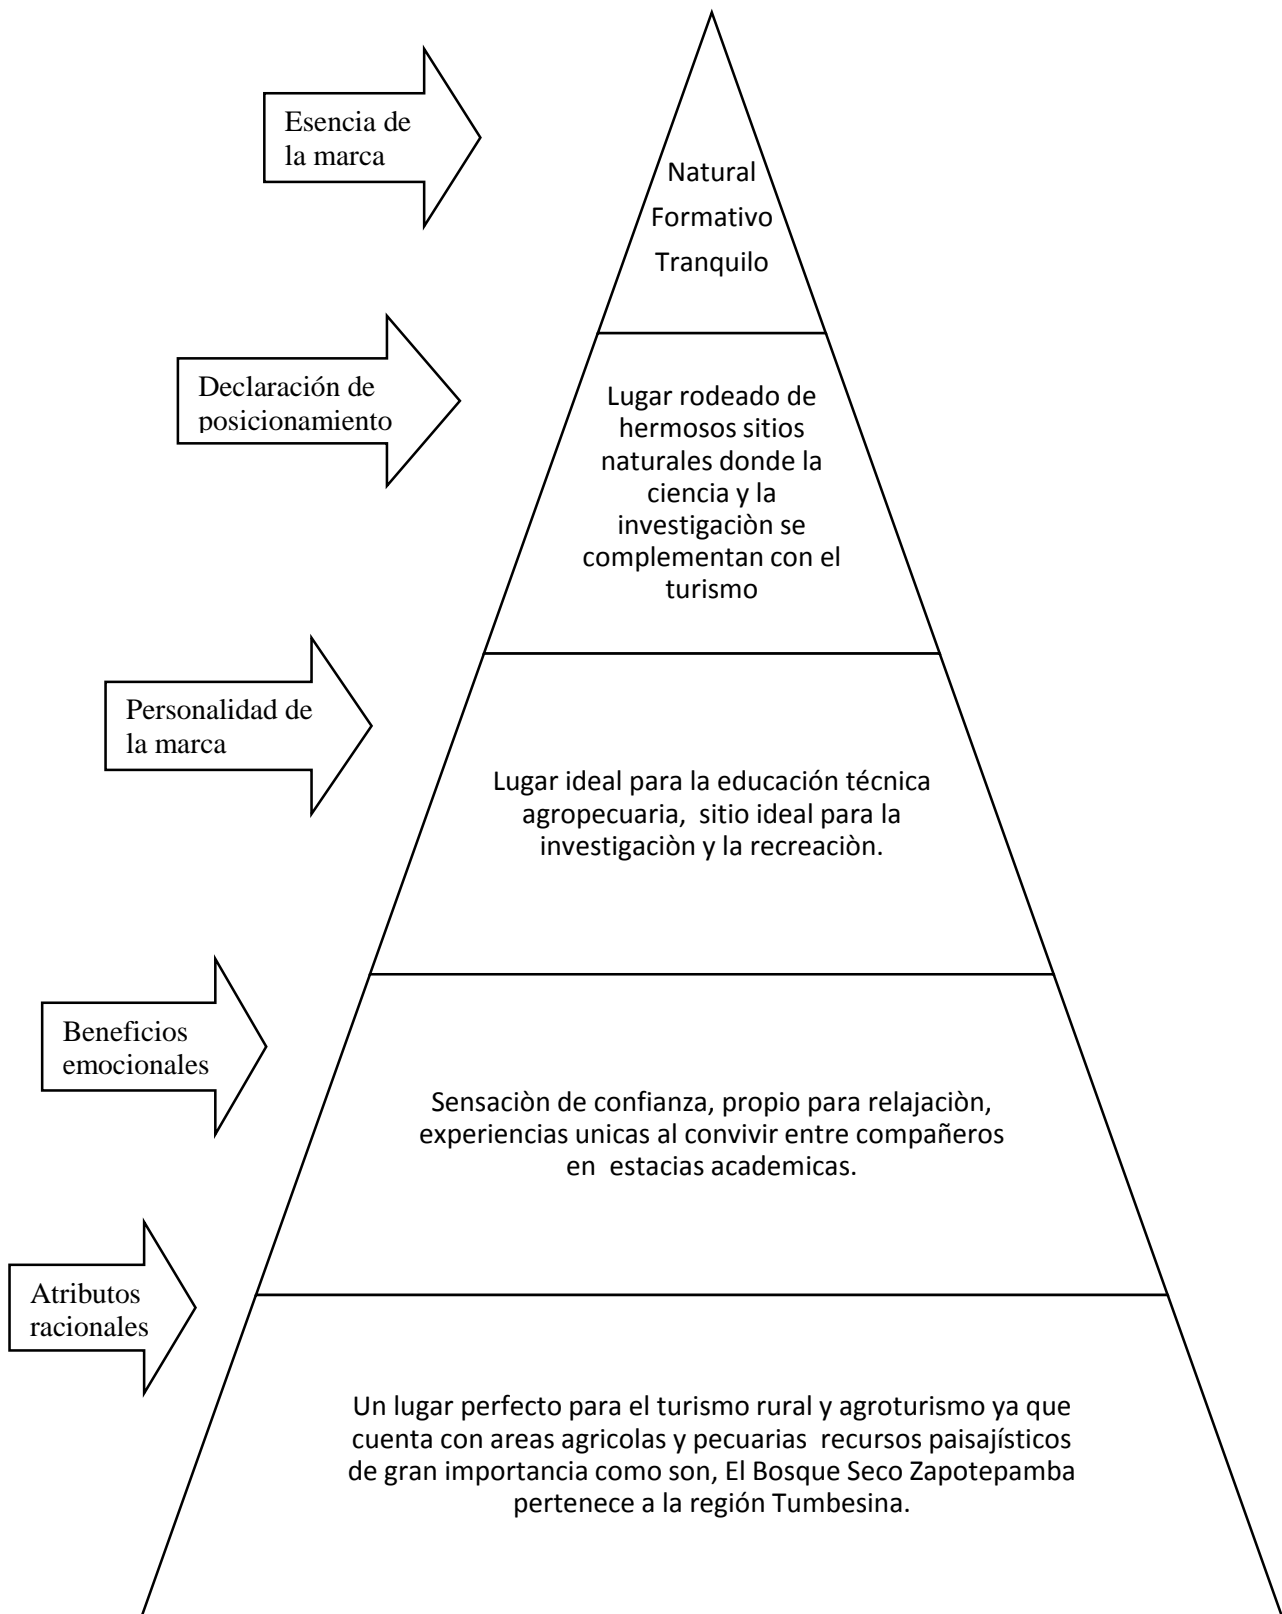 Esencia de
la marca
Natural
Formativo
Tranquilo
Declaración de
posicionamiento
Lugar rodeado de
hermosos sitios
naturales donde la
ciencia y la
investigaciòn se
complementan con el
turismo
Personalidad de
la marca
Lugar ideal para la educación técnica
agropecuaria,  sitio ideal para la
investigaciòn y la recreaciòn.
Beneficios
emocionales
Sensaciòn de confianza, propio para relajaciòn,
experiencias unicas al convivir entre compañeros
en  estacias academicas.
Atributos
racionales
Un lugar perfecto para el turismo rural y agroturismo ya que
cuenta con areas agricolas y pecuarias  recursos paisajísticos
de gran importancia como son, El Bosque Seco Zapotepamba
pertenece a la región Tumbesina.